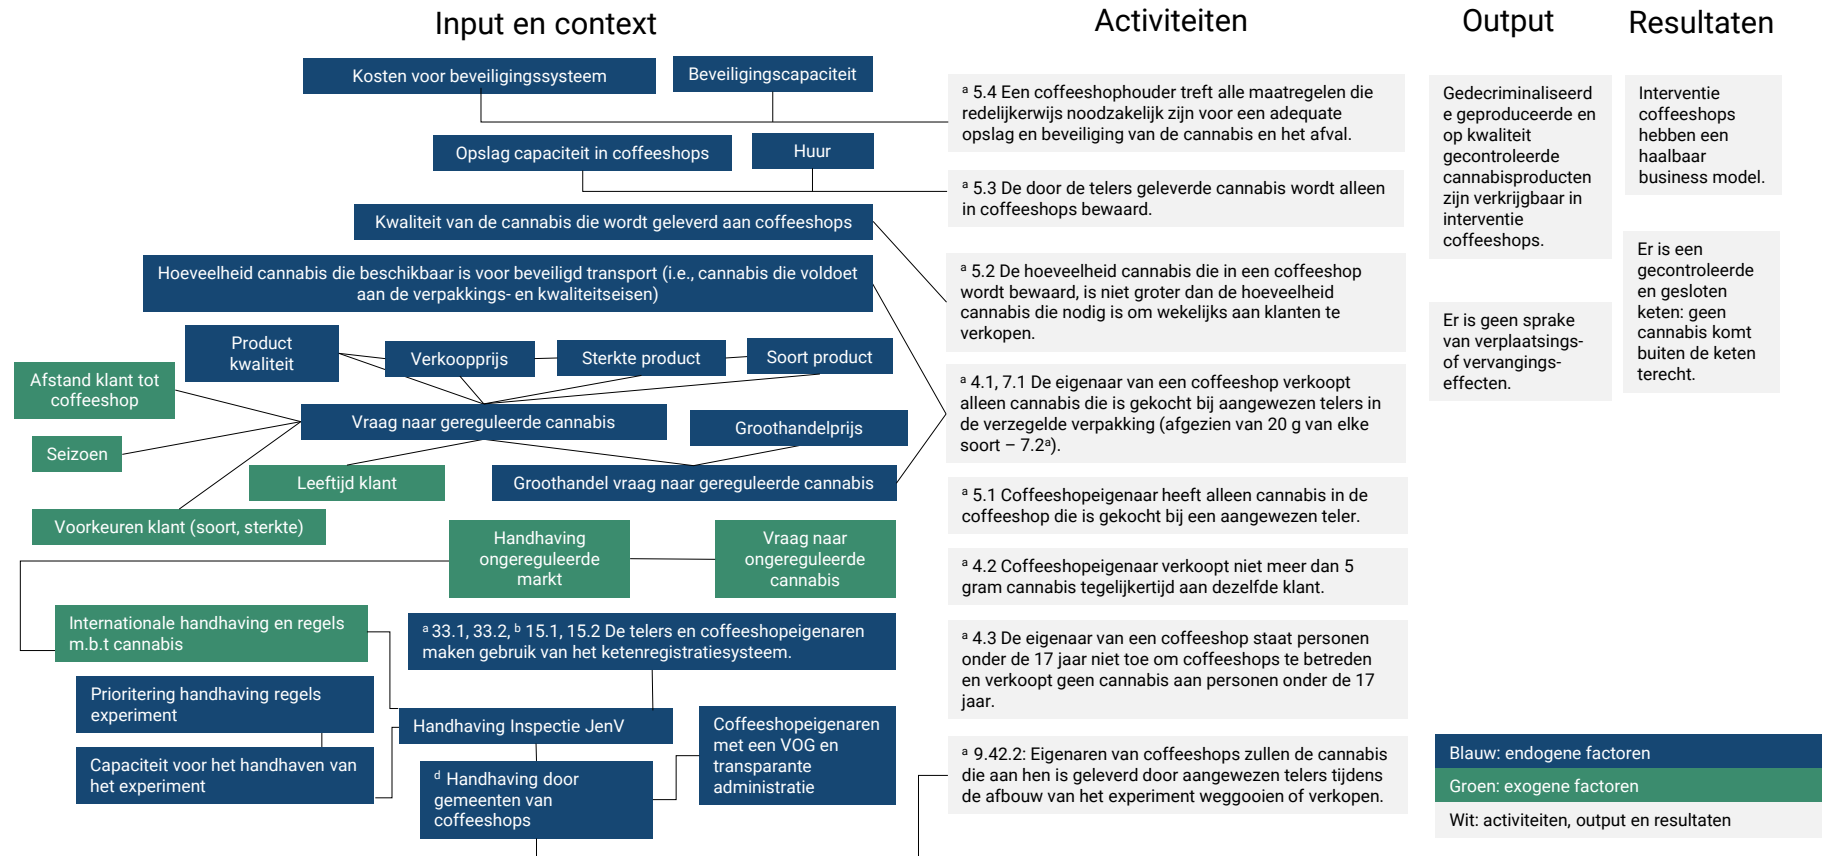 Input en context
Activiteiten
Output
Resultaten
Kosten voor beveiligingssysteem
Beveiligingscapaciteit
Opslag capaciteit in coffeeshops
Huur
Kwaliteit van de cannabis die wordt geleverd aan coffeeshops
Hoeveelheid cannabis die beschikbaar is voor beveiligd transport (i.e., cannabis die voldoet
aan de verpakkings- en kwaliteitseisen)
Product
kwaliteit
Verkoopprijs
Sterkte product
Soort product
Afstand klant tot
coffeeshop
Vraag naar gereguleerde cannabis
Groothandelprijs
Seizoen
Leeftijd klant
Groothandel vraag naar gereguleerde cannabis
Voorkeuren klant (soort, sterkte)
Handhaving
ongereguleerde
markt
Vraag naar
ongereguleerde
cannabis
Internationale handhaving en regels
m.b.t cannabis
ᵃ 33.1, 33.2, ᵇ 15.1, 15.2 De telers en coffeeshopeigenaren
maken gebruik van het ketenregistratiesysteem.
Prioritering handhaving regels
experiment
Handhaving Inspectie JenV
Coffeeshopeigenaren
met een VOG en
transparante
administratie
Capaciteit voor het handhaven van
het experiment
ᵈ Handhaving door
gemeenten van
coffeeshops
ᵃ 5.4 Een coffeeshophouder treft alle maatregelen die
redelijkerwijs noodzakelijk zijn voor een adequate
opslag en beveiliging van de cannabis en het afval.
ᵃ 5.3 De door de telers geleverde cannabis wordt alleen
in coffeeshops bewaard.
ᵃ 5.2 De hoeveelheid cannabis die in een coffeeshop
wordt bewaard, is niet groter dan de hoeveelheid
cannabis die nodig is om wekelijks aan klanten te
verkopen.
ᵃ 4.1, 7.1 De eigenaar van een coffeeshop verkoopt
alleen cannabis die is gekocht bij aangewezen telers in
de verzegelde verpakking (afgezien van 20 g van elke
soort – 7.2ᵃ).
ᵃ 5.1 Coffeeshopeigenaar heeft alleen cannabis in de
coffeeshop die is gekocht bij een aangewezen teler.
ᵃ 4.2 Coffeeshopeigenaar verkoopt niet meer dan 5
gram cannabis tegelijkertijd aan dezelfde klant.
ᵃ 4.3 De eigenaar van een coffeeshop staat personen
onder de 17 jaar niet toe om coffeeshops te betreden
en verkoopt geen cannabis aan personen onder de 17
jaar.
ᵃ 9.42.2: Eigenaren van coffeeshops zullen de cannabis
die aan hen is geleverd door aangewezen telers tijdens
de afbouw van het experiment weggooien of verkopen.
Gedecriminaliseerd
e geproduceerde en
op kwaliteit
gecontroleerde
cannabisproducten
zijn verkrijgbaar in
interventie
coffeeshops.
Er is geen sprake
van verplaatsings-
of vervangings-
effecten.
Interventie
coffeeshops
hebben een
haalbaar
business model.
Er is een
gecontroleerde
en gesloten
keten: geen
cannabis komt
buiten de keten
terecht.
Blauw: endogene factoren
Groen: exogene factoren
Wit: activiteiten, output en resultaten